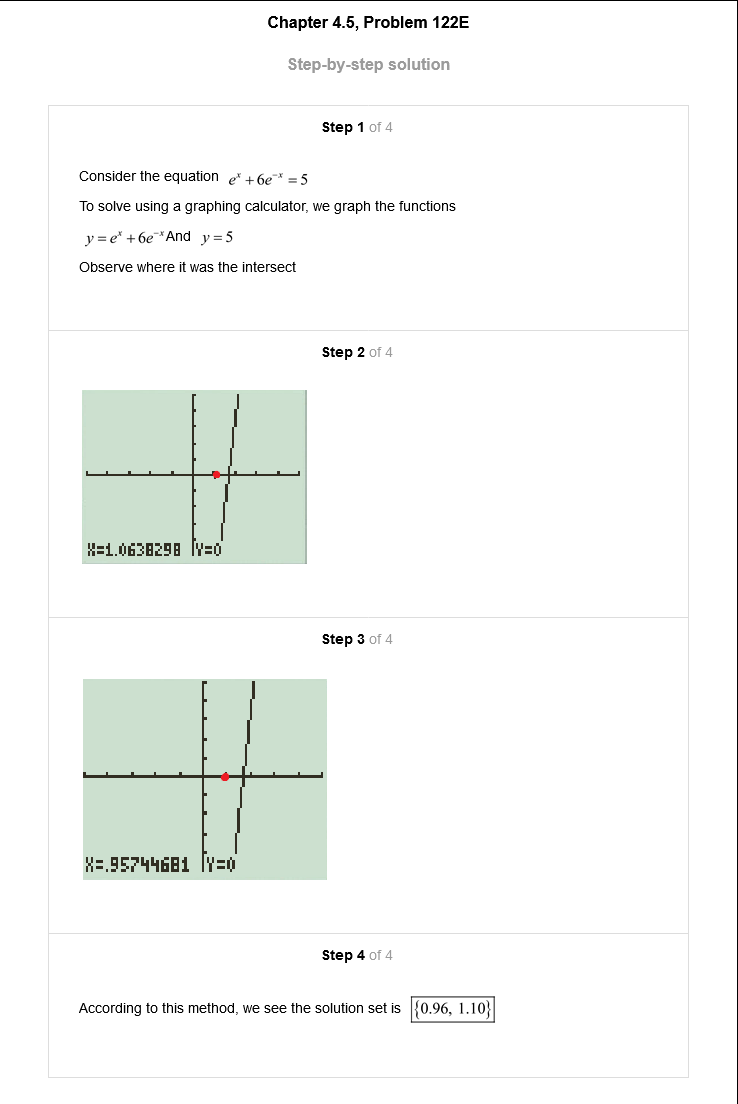 Chapter 4.5, Problem 122E
Step-by-step solution
Step 1 of 4
Consider the equation eˣ + 6e⁻ˣ = 5
To solve using a graphing calculator, we graph the functions
y = eˣ + 6e⁻ˣ And y = 5
Observe where it was the intersect
Step 2 of 4
X=1.0638298 Y=0
Step 3 of 4
X=.95744681 Y=0
Step 4 of 4
According to this method, we see the solution set is {0.96, 1.10}